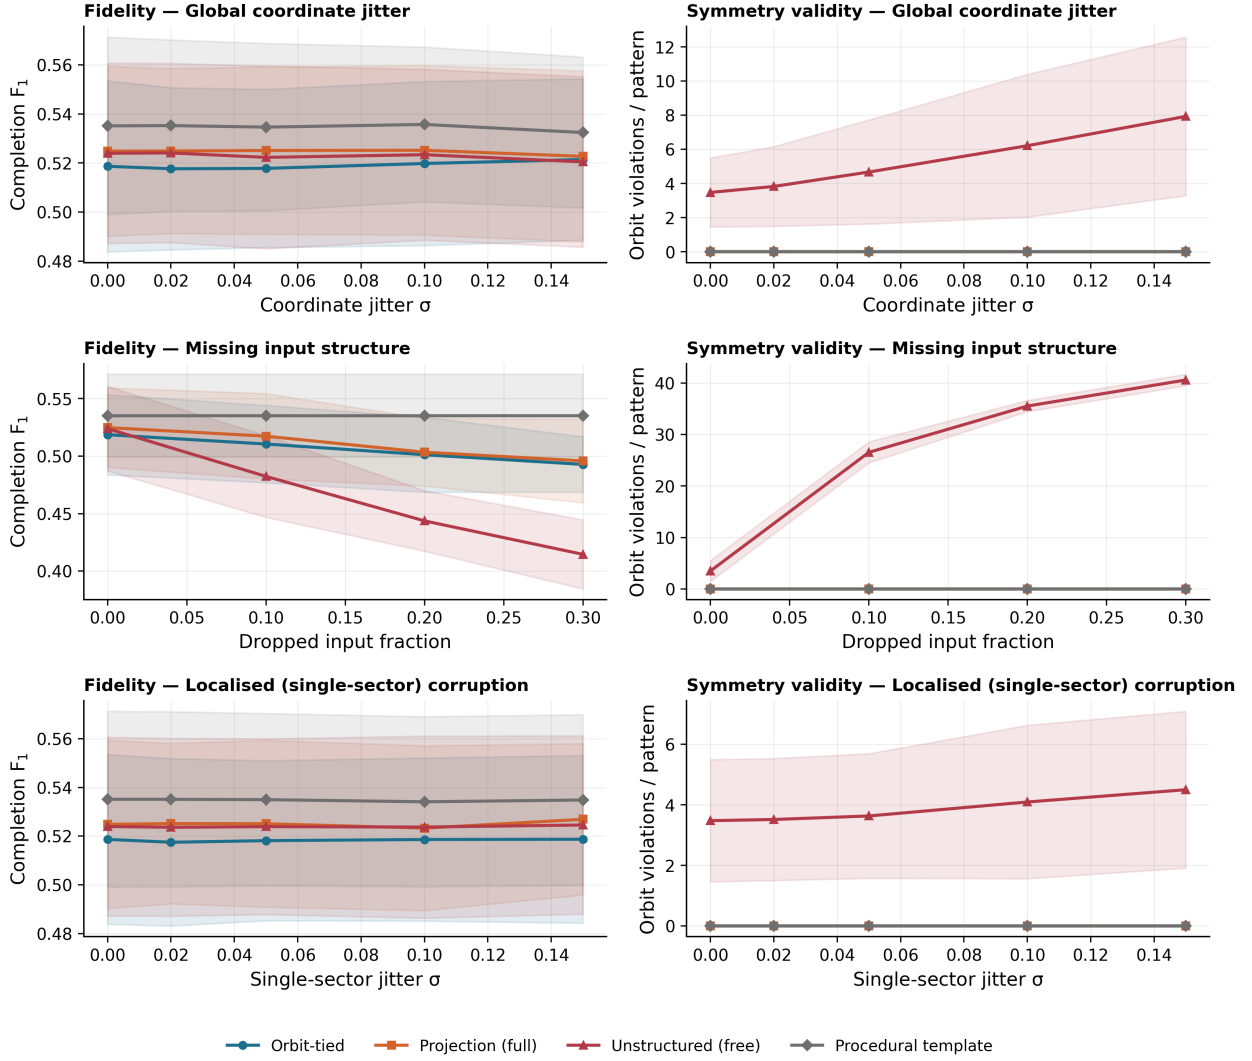 Fidelity — Global coordinate jitter
Completion F1
0.56
0.54
0.52
0.50
0.48
0.00 0.02 0.04 0.06 0.08 0.10 0.12 0.14
Coordinate jitter σ
Symmetry validity — Global coordinate jitter
Orbit violations / pattern
12
10
8
6
4
2
0
0.00 0.02 0.04 0.06 0.08 0.10 0.12 0.14
Coordinate jitter σ
Fidelity — Missing input structure
Completion F1
0.55
0.50
0.45
0.40
0.00 0.05 0.10 0.15 0.20 0.25 0.30
Dropped input fraction
Symmetry validity — Missing input structure
Orbit violations / pattern
40
30
20
10
0
0.00 0.05 0.10 0.15 0.20 0.25 0.30
Dropped input fraction
Fidelity — Localised (single-sector) corruption
Completion F1
0.56
0.54
0.52
0.50
0.48
0.00 0.02 0.04 0.06 0.08 0.10 0.12 0.14
Single-sector jitter σ
Symmetry validity — Localised (single-sector) corruption
Orbit violations / pattern
6
4
2
0
0.00 0.02 0.04 0.06 0.08 0.10 0.12 0.14
Single-sector jitter σ
Orbit-tied Projection (full) Unstructured (free) Procedural template